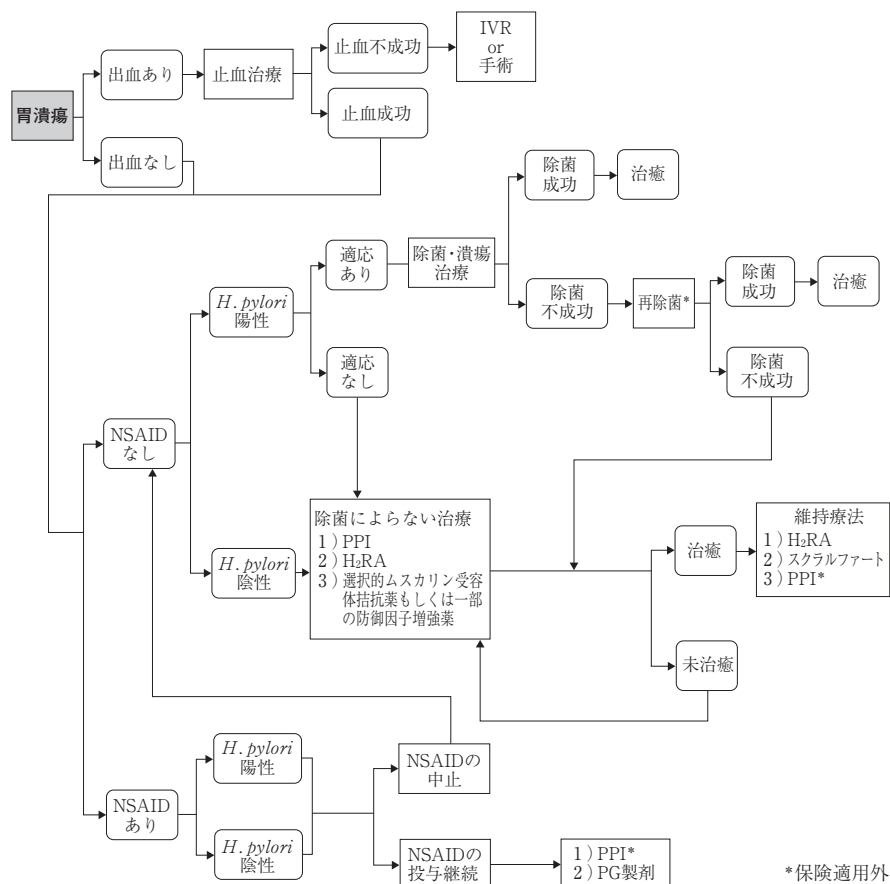 胃潰瘍
出血あり
止血治療
止血不成功
IVR
or
手術
止血成功
出血なし
H. pylori
陽性
適応
あり
除菌・潰瘍
治療
除菌
成功
治癒
除菌
不成功
再除菌*
除菌
成功
治癒
除菌
不成功
適応
なし
NSAID
なし
H. pylori
陰性
除菌によらない治療
1）PPI
2）H₂RA
3）選択的ムスカリン受容
体拮抗薬もしくは一部
の防御因子増強薬
治癒
維持療法
1）H₂RA
2）スクラルファート
3）PPI*
未治癒
NSAID
あり
H. pylori
陽性
H. pylori
陰性
NSAIDの
中止
NSAIDの
投与継続
1）PPI*
2）PG製剤
*保険適用外